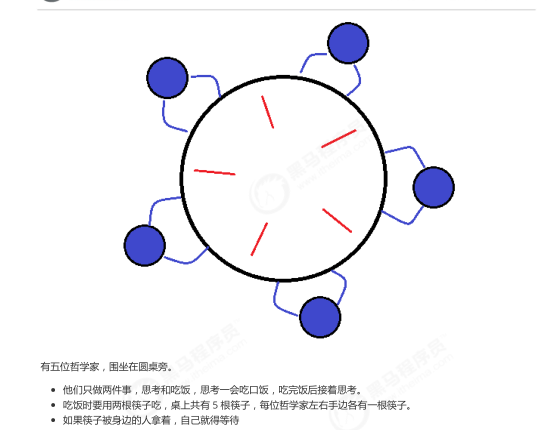 有五位哲学家，围坐在圆桌旁。
他们只做两件事，思考和吃饭，思考一会吃口饭，吃完饭后接着思考。
吃饭时要用两根筷子吃，桌上共有 5 根筷子，每位哲学家左右手边各有一根筷子。
如果筷子被身边的人拿着，自己就得等待